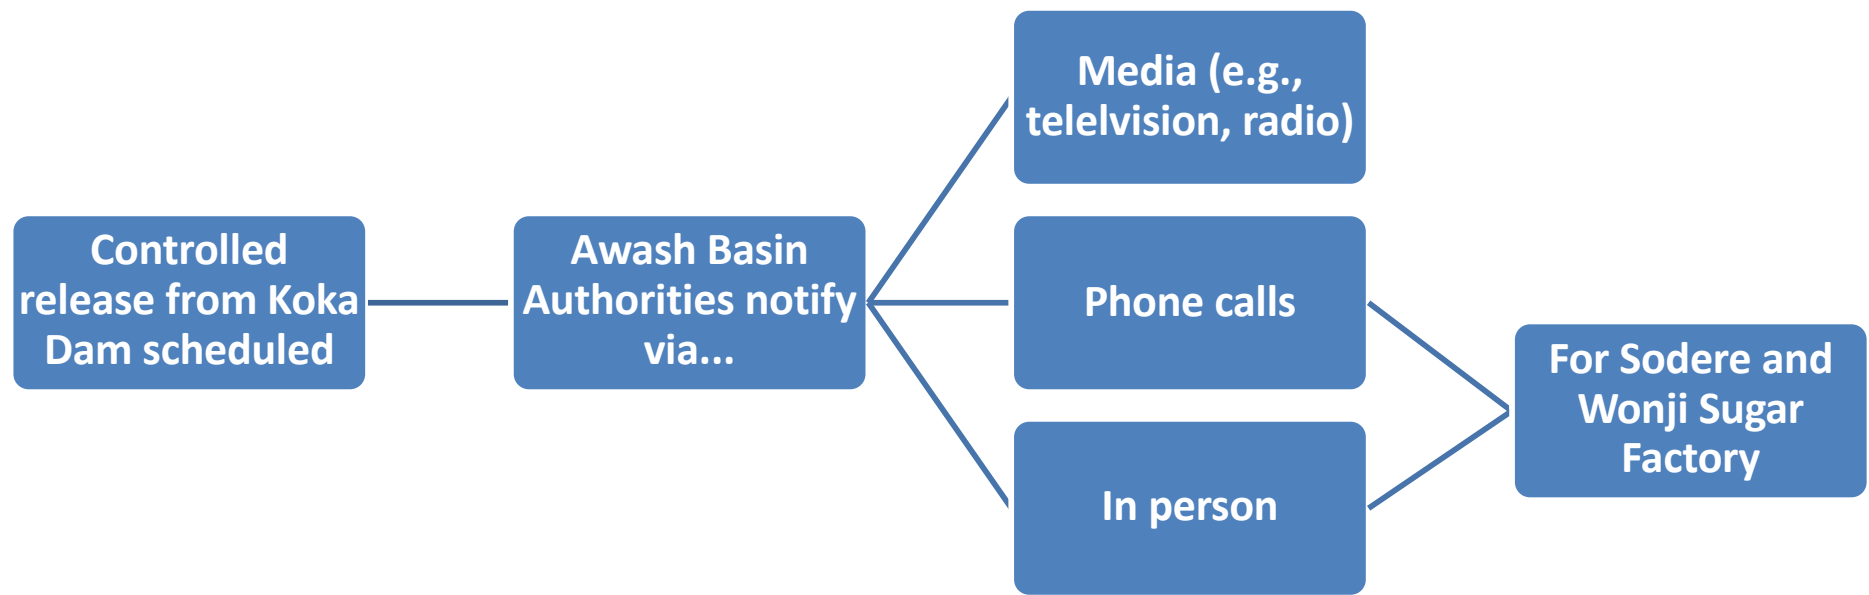 Controlled
release from Koka
Dam scheduled
Awash Basin
Authorities notify
via...
Media (e.g.,
telelvision, radio)
Phone calls
In person
For Sodere and
Wonji Sugar
Factory